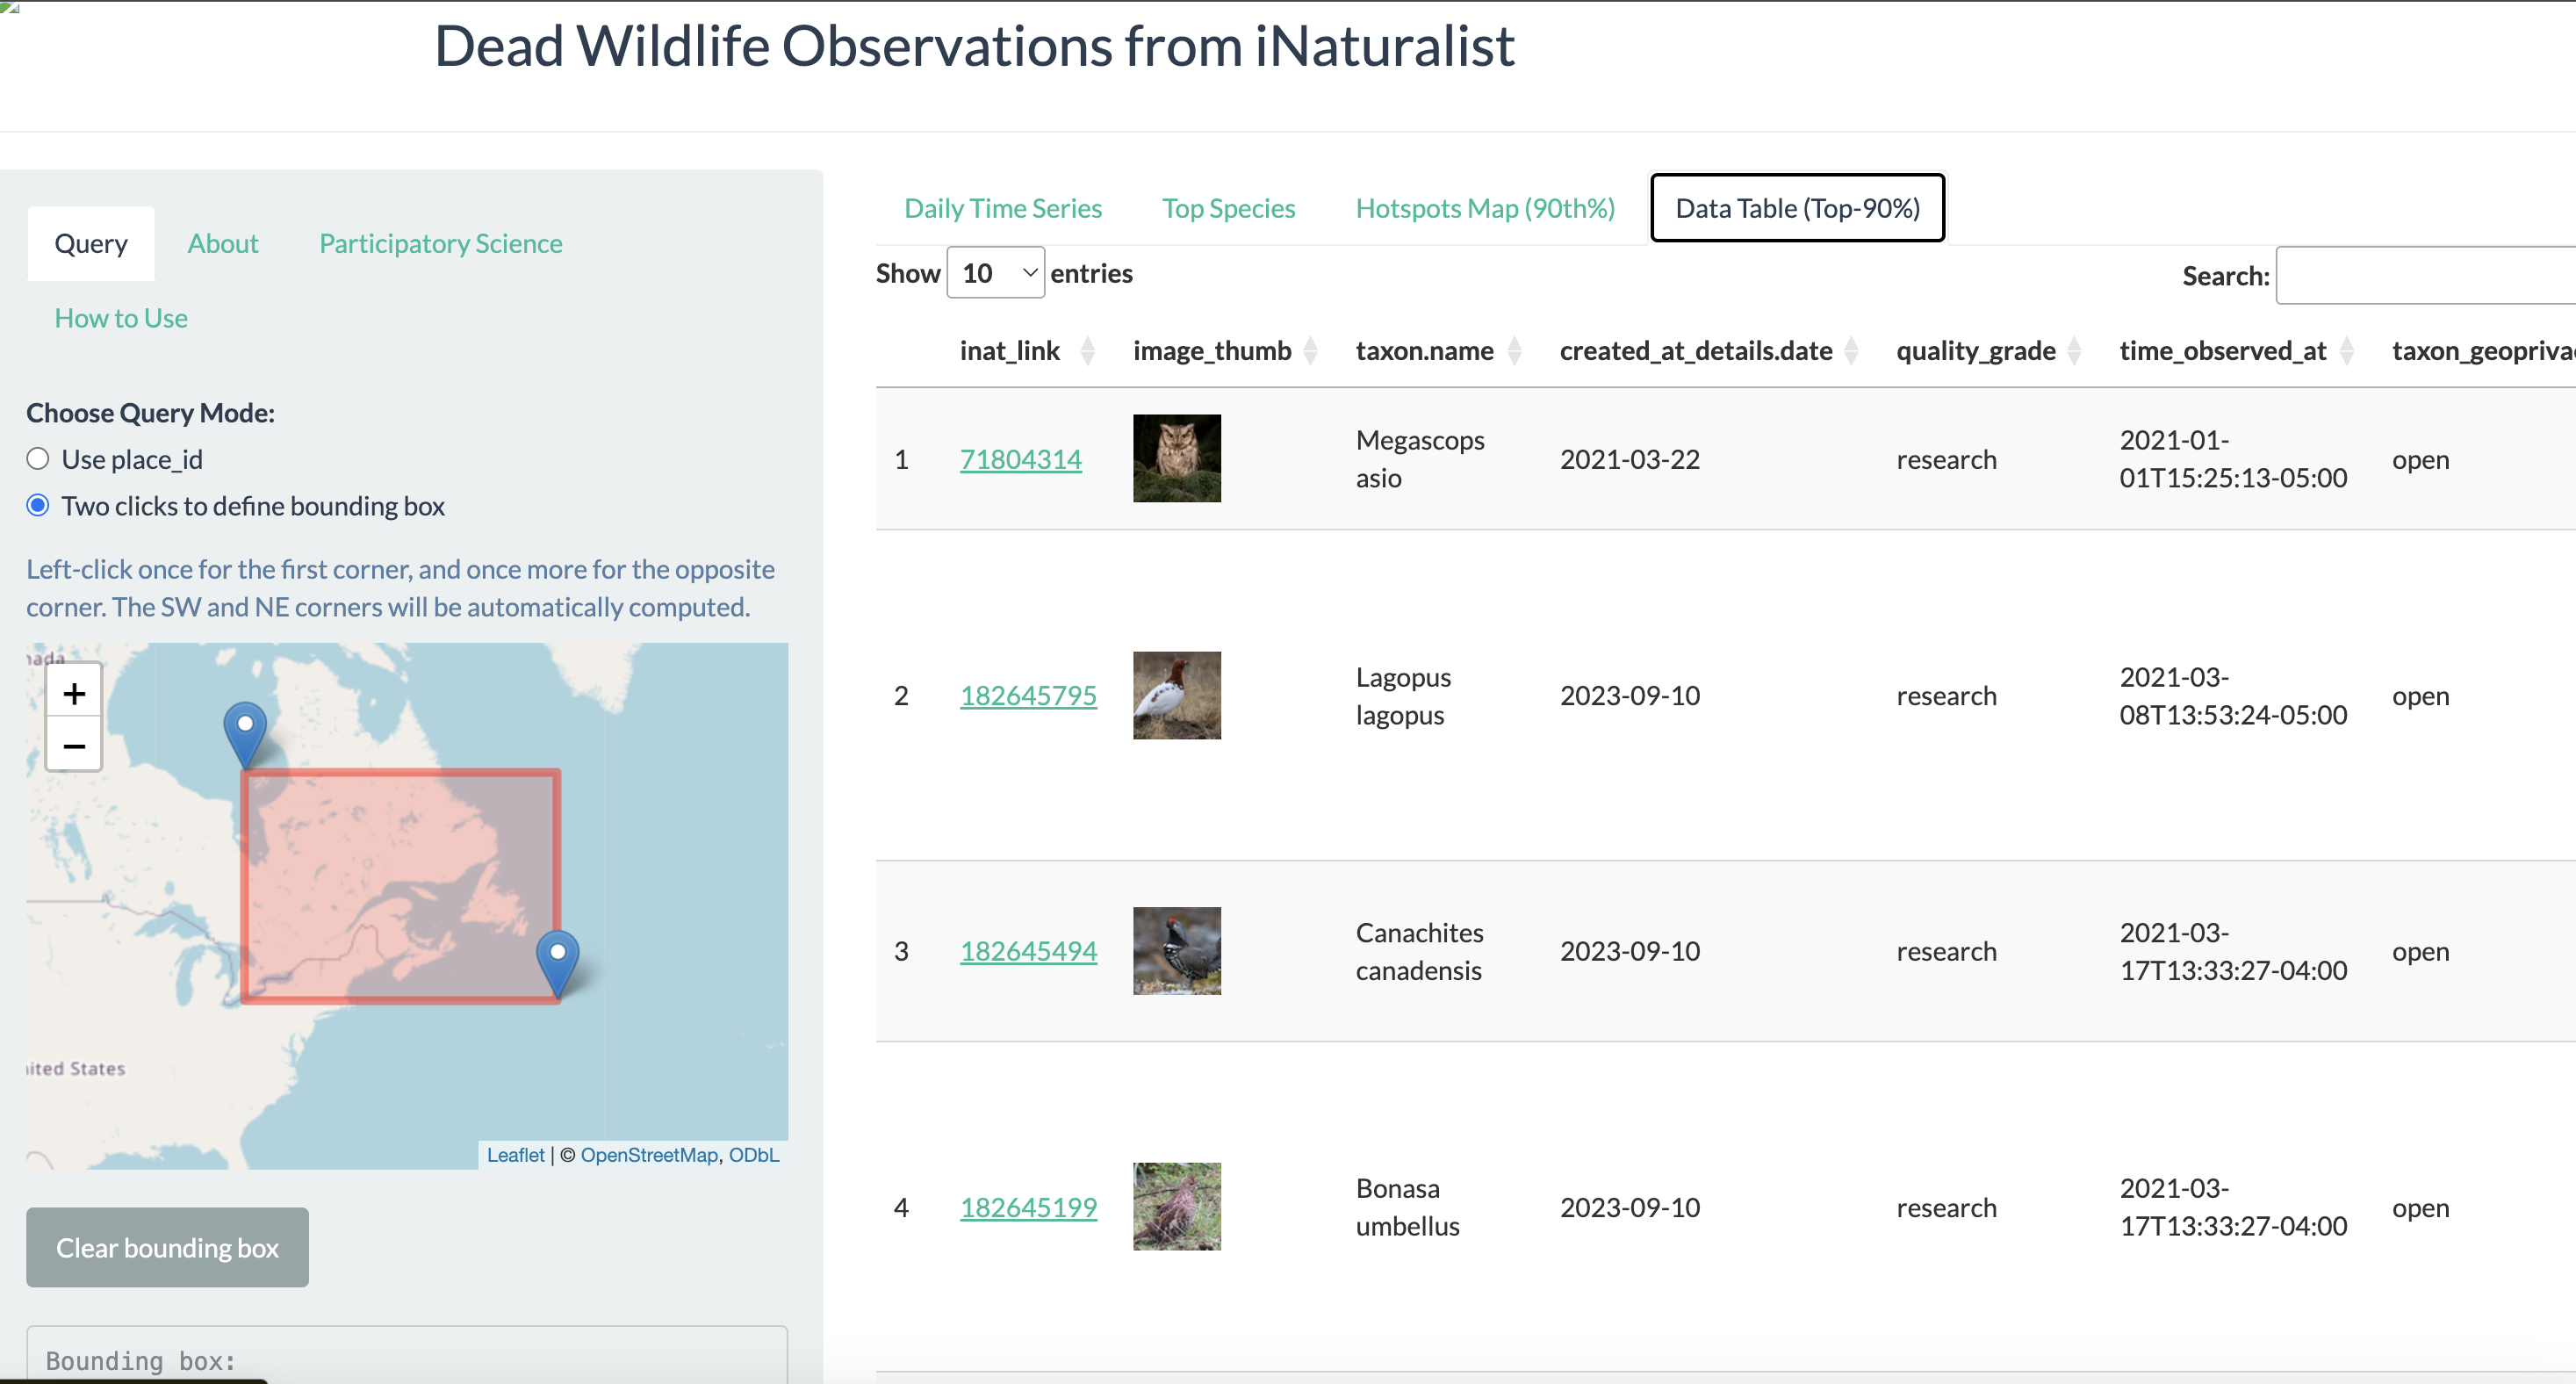 Dead Wildlife Observations from iNaturalist
Query
About
Participatory Science
How to Use
Choose Query Mode:
Use place_id
Two clicks to define bounding box
Left-click once for the first corner, and once more for the opposite
corner. The SW and NE corners will be automatically computed.
nada
+
−
ited States
Leaflet | © OpenStreetMap, ODbL
Clear bounding box
Bounding box:
Daily Time Series
Top Species
Hotspots Map (90th%)
Data Table (Top-90%)
Show 10 entries
Search:
inat_link image_thumb taxon.name created_at_details.date quality_grade time_observed_at taxon_geopriva
1 71804314 Megascops asio 2021-03-22 research 2021-01-01T15:25:13-05:00 open
2 182645795 Lagopus lagopus 2023-09-10 research 2021-03-08T13:53:24-05:00 open
3 182645494 Canachites canadensis 2023-09-10 research 2021-03-17T13:33:27-04:00 open
4 182645199 Bonasa umbellus 2023-09-10 research 2021-03-17T13:33:27-04:00 open